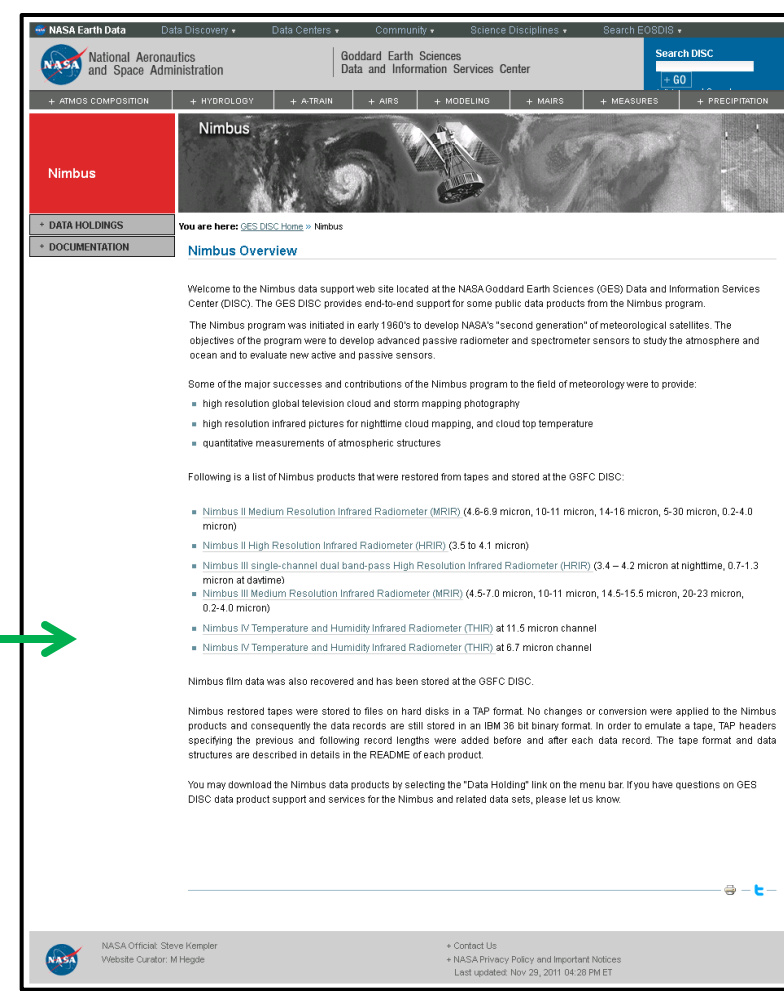 NASA Earth Data Data Discovery ▾ Data Centers ▾ Community ▾ Science Disciplines ▾ Search EOSDIS ▾
NASA
National Aeronautics
and Space Administration
Goddard Earth Sciences
Data and Information Services Center
Search DISC
+ GO
+ ATMOS COMPOSITION + HYDROLOGY + A-TRAIN + AIRS + MODELING + MAIRS + MEASURES + PRECIPITATION
Nimbus
Nimbus
+ DATA HOLDINGS
+ DOCUMENTATION
You are here: GES DISC Home » Nimbus
Nimbus Overview
Welcome to the Nimbus data support web site located at the NASA Goddard Earth Sciences (GES) Data and Information Services
Center (DISC). The GES DISC provides end-to-end support for some public data products from the Nimbus program.
The Nimbus program was initiated in early 1960's to develop NASA's "second generation" of meteorological satellites. The
objectives of the program were to develop advanced passive radiometer and spectrometer sensors to study the atmosphere and
ocean and to evaluate new active and passive sensors.
Some of the major successes and contributions of the Nimbus program to the field of meteorology were to provide:
▪ high resolution global television cloud and storm mapping photography
▪ high resolution infrared pictures for nighttime cloud mapping, and cloud top temperature
▪ quantitative measurements of atmospheric structures
Following is a list of Nimbus products that were restored from tapes and stored at the GSFC DISC:
▪ Nimbus II Medium Resolution Infrared Radiometer (MRIR) (4.6-6.9 micron, 10-11 micron, 14-16 micron, 5-30 micron, 0.2-4.0
micron)
▪ Nimbus II High Resolution Infrared Radiometer (HRIR) (3.5 to 4.1 micron)
▪ Nimbus III single-channel dual band-pass High Resolution Infrared Radiometer (HRIR) (3.4 – 4.2 micron at nighttime, 0.7-1.3
micron at daytime)
▪ Nimbus III Medium Resolution Infrared Radiometer (MRIR) (4.5-7.0 micron, 10-11 micron, 14.5-15.5 micron, 20-23 micron,
0.2-4.0 micron)
▪ Nimbus IV Temperature and Humidity Infrared Radiometer (THIR) at 11.5 micron channel
▪ Nimbus IV Temperature and Humidity Infrared Radiometer (THIR) at 6.7 micron channel
Nimbus film data was also recovered and has been stored at the GSFC DISC.
Nimbus restored tapes were stored to files on hard disks in a TAP format. No changes or conversion were applied to the Nimbus
products and consequently the data records are still stored in an IBM 36 bit binary format. In order to emulate a tape, TAP headers
specifying the previous and following record lengths were added before and after each data record. The tape format and data
structures are described in details in the README of each product.
You may download the Nimbus data products by selecting the "Data Holding" link on the menu bar. If you have questions on GES
DISC data product support and services for the Nimbus and related data sets, please let us know.
NASA
NASA Official: Steve Kempler
Website Curator: M Hegde
+ Contact Us
+ NASA Privacy Policy and Important Notices
Last updated: Nov 29, 2011 04:28 PM ET